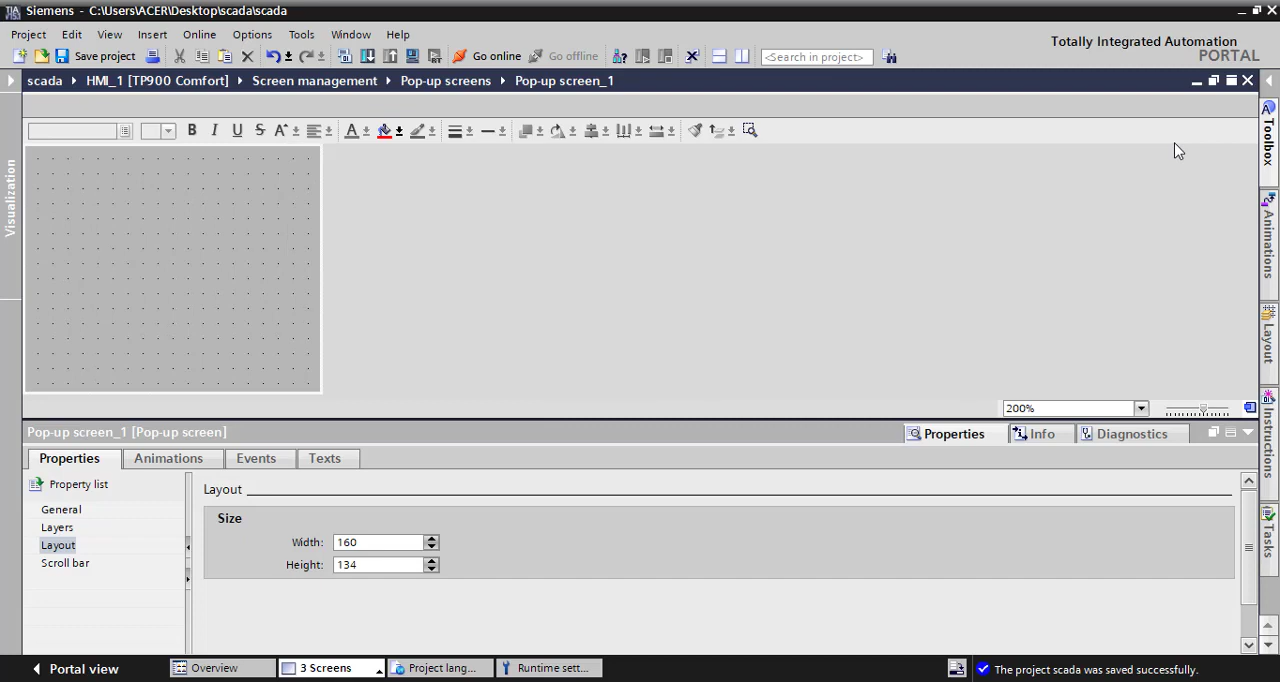 Siemens - C:\Users\ACER\Desktop\scada\scada
Project Edit View Insert Online Options Tools Window Help
Totally Integrated Automation
PORTAL
Save project Go online Go offline <Search in project>
scada HMI_1 [TP900 Comfort] Screen management Pop-up screens Pop-up screen_1
B I U S A A
Visualization
Toolbox
Animations
Layout
Instructions
Tasks
200%
Pop-up screen_1 [Pop-up screen]
Properties Info Diagnostics
Properties Animations Events Texts
Property list
General
Layers
Layout
Scroll bar
Layout
Size
Width: 160
Height: 134
Portal view Overview 3 Screens Project lang... Runtime sett... The project scada was saved successfully.